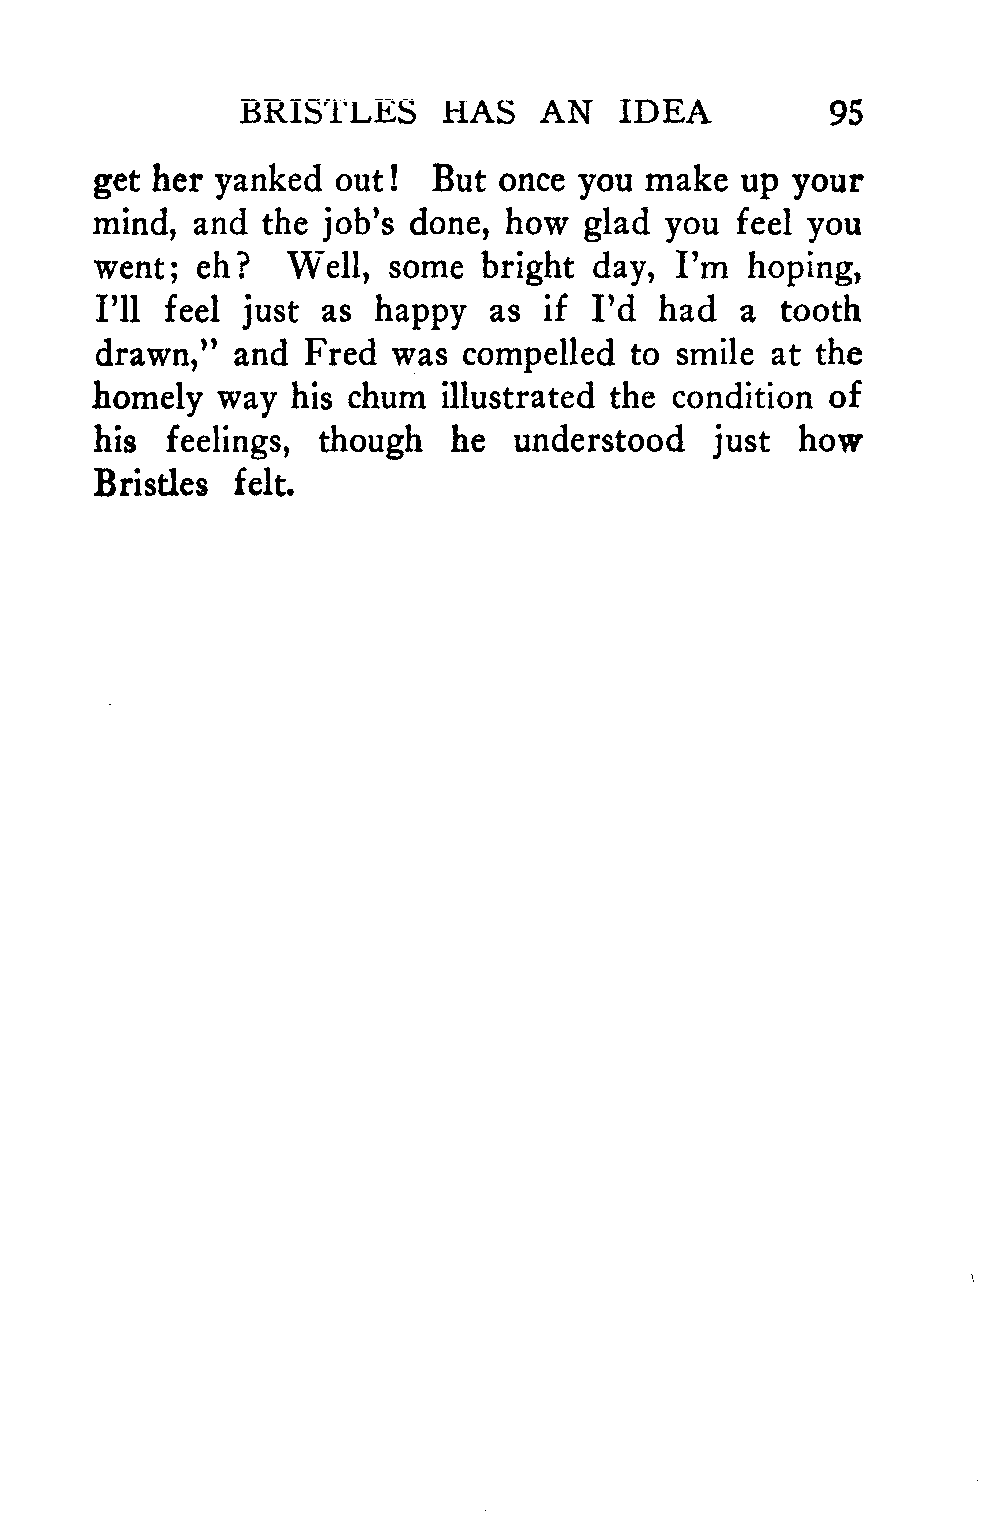 BRISTLES HAS AN IDEA 95
get her yanked out! But once you make up your
mind, and the job's done, how glad you feel you
went; eh? Well, some bright day, I'm hoping,
I'll feel just as happy as if I'd had a tooth
drawn," and Fred was compelled to smile at the
homely way his chum illustrated the condition of
his feelings, though he understood just how
Bristles felt.